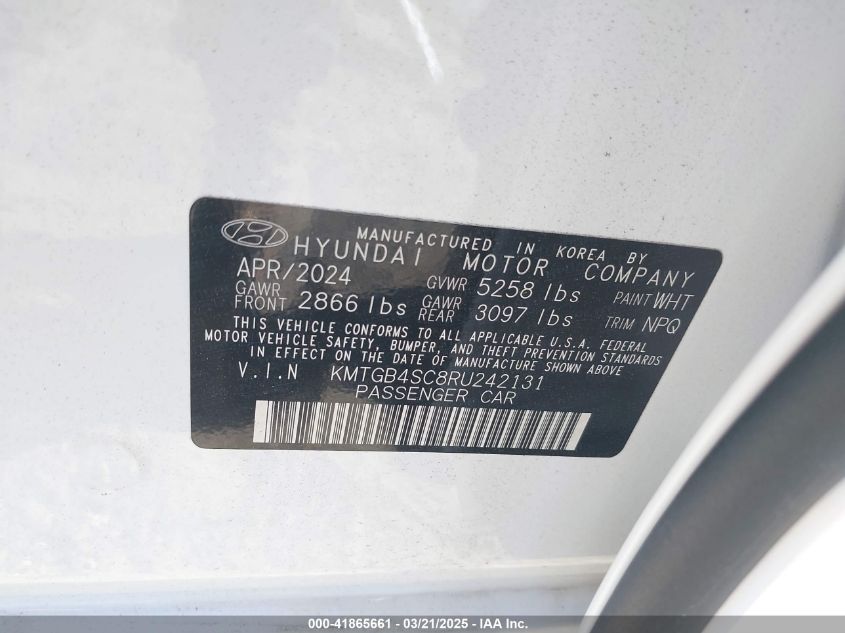 MANUFACTURED IN KOREA BY
HYUNDAI MOTOR COMPANY
APR/2024 GVWR 5258 lbs PAINT WHT
GAWR FRONT 2866 lbs GAWR REAR 3097 lbs TRIM NPQ
THIS VEHICLE CONFORMS TO ALL APPLICABLE U.S.A. FEDERAL
MOTOR VEHICLE SAFETY, BUMPER, AND THEFT PREVENTION STANDARDS
IN EFFECT ON THE DATE OF MANUFACTURE SHOWN ABOVE
V.I.N KMTGB4SC8RU242131
PASSENGER CAR
000-41865661 - 03/21/2025 - IAA Inc.